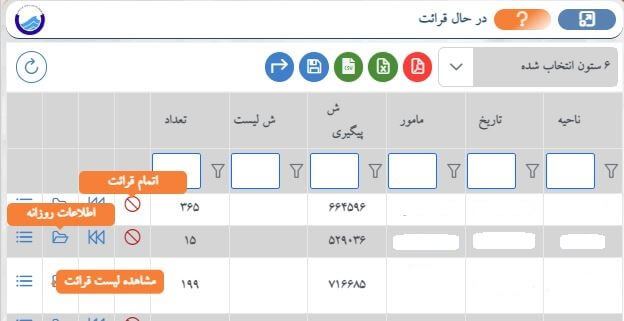 در حال قرائت ?
۶ ستون انتخاب شده
CSV
ناحیه تاریخ مامور ش پیگیری ش لیست تعداد
اتمام قرائت
۶۶۴۵۹۶ ۳۶۵
اطلاعات روزانه
۵۲۹۰۳۶ ۱۵
مشاهده لیست قرائت
۷۱۶۶۸۵ ۱۹۹